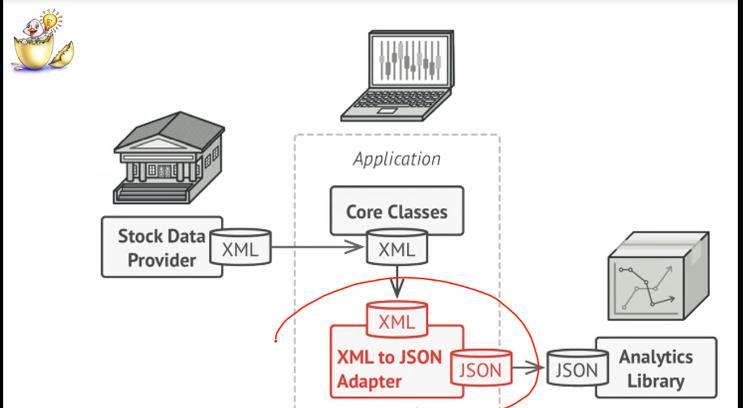 Application
Core Classes
Stock Data
Provider
XML
XML
XML
XML to JSON
Adapter
JSON
JSON
Analytics
Library